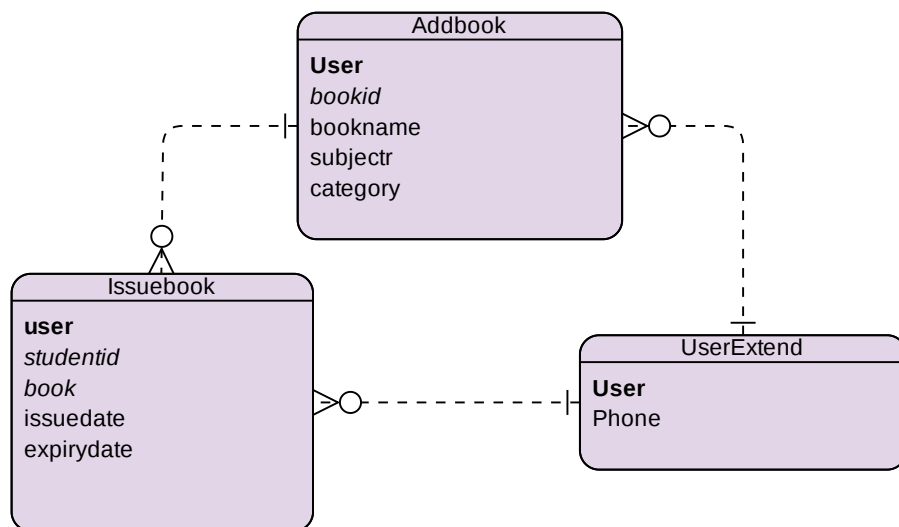 Addbook
User
bookid
bookname
subjectr
category
Issuebook
user
studentid
book
issuedate
expirydate
UserExtend
User
Phone